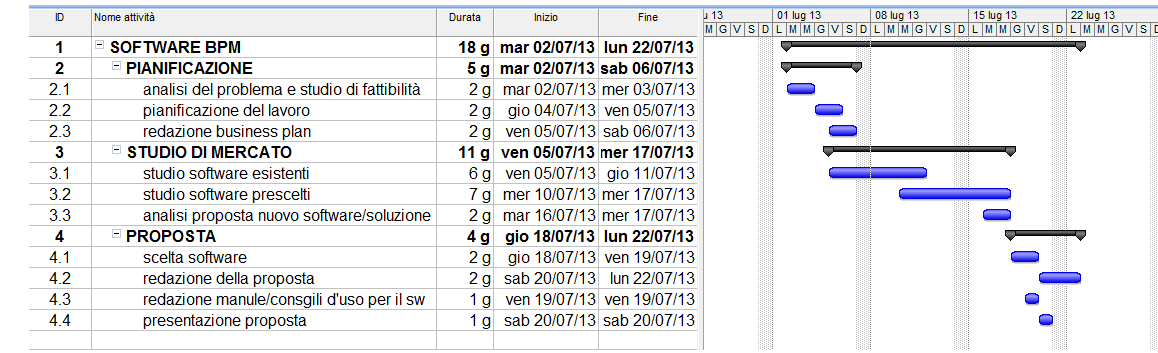 ID Nome attività Durata Inizio Fine
ı 13 01 lug 13 08 lug 13 15 lug 13 22 lug 13
M M G V S D L M M G V S D L M M G V S D L M M G V S D L M M G V S D
1 SOFTWARE BPM 18 g mar 02/07/13 lun 22/07/13
2 PIANIFICAZIONE 5 g mar 02/07/13 sab 06/07/13
2.1 analisi del problema e studio di fattibilità 2 g mar 02/07/13 mer 03/07/13
2.2 pianificazione del lavoro 2 g gio 04/07/13 ven 05/07/13
2.3 redazione business plan 2 g ven 05/07/13 sab 06/07/13
3 STUDIO DI MERCATO 11 g ven 05/07/13 mer 17/07/13
3.1 studio software esistenti 6 g ven 05/07/13 gio 11/07/13
3.2 studio software prescelti 7 g mer 10/07/13 mer 17/07/13
3.3 analisi proposta nuovo software/soluzione 2 g mar 16/07/13 mer 17/07/13
4 PROPOSTA 4 g gio 18/07/13 lun 22/07/13
4.1 scelta software 2 g gio 18/07/13 ven 19/07/13
4.2 redazione della proposta 2 g sab 20/07/13 lun 22/07/13
4.3 redazione manule/consgili d'uso per il sw 1 g ven 19/07/13 ven 19/07/13
4.4 presentazione proposta 1 g sab 20/07/13 sab 20/07/13